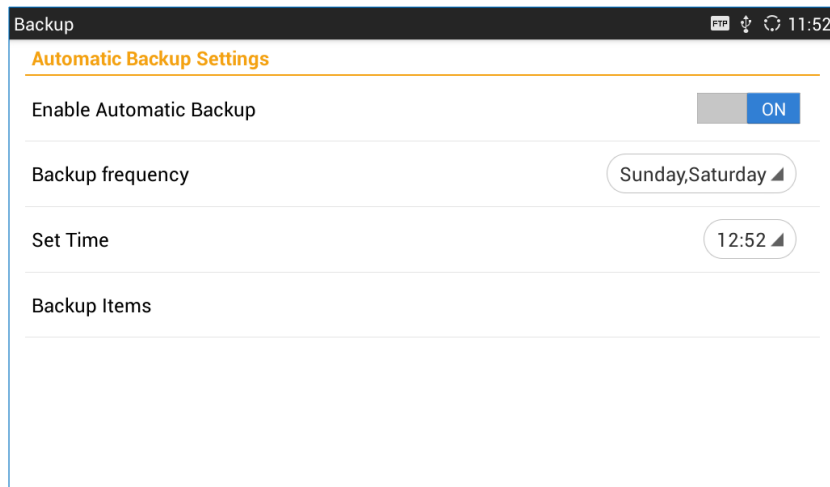 Backup FTP 11:52
Automatic Backup Settings
Enable Automatic Backup ON
Backup frequency Sunday,Saturday
Set Time 12:52
Backup Items